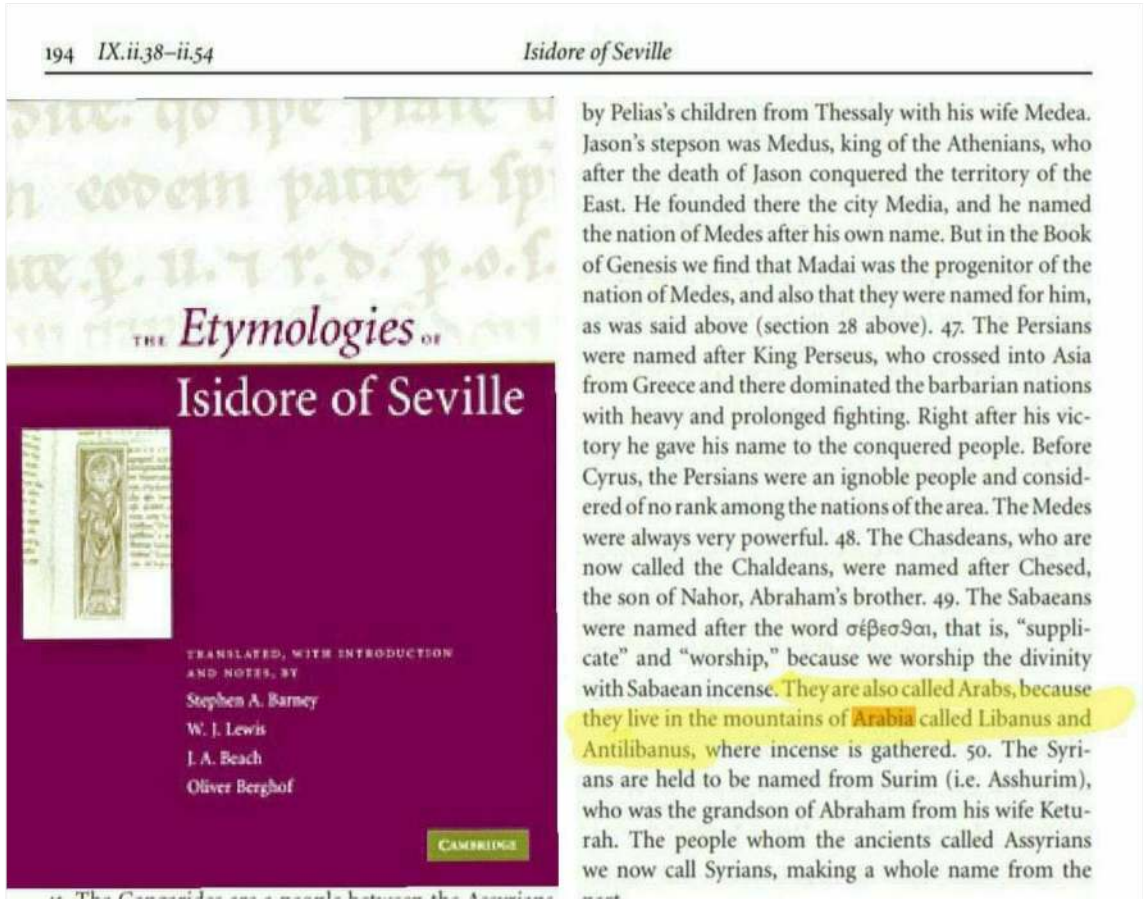 194 IX.ii.38–ii.54
Isidore of Seville
THE Etymologies OF
Isidore of Seville
TRANSLATED, WITH INTRODUCTION
AND NOTES, BY
Stephen A. Barney
W. J. Lewis
J. A. Beach
Oliver Berghof
CAMBRIDGE
by Pelias's children from Thessaly with his wife Medea.
Jason's stepson was Medus, king of the Athenians, who
after the death of Jason conquered the territory of the
East. He founded there the city Media, and he named
the nation of Medes after his own name. But in the Book
of Genesis we find that Madai was the progenitor of the
nation of Medes, and also that they were named for him,
as was said above (section 28 above). 47. The Persians
were named after King Perseus, who crossed into Asia
from Greece and there dominated the barbarian nations
with heavy and prolonged fighting. Right after his vic-
tory he gave his name to the conquered people. Before
Cyrus, the Persians were an ignoble people and consid-
ered of no rank among the nations of the area. The Medes
were always very powerful. 48. The Chasdeans, who are
now called the Chaldeans, were named after Chesed,
the son of Nahor, Abraham's brother. 49. The Sabaeans
were named after the word σέβεσϑαι, that is, “suppli-
cate” and “worship,” because we worship the divinity
with Sabaean incense. They are also called Arabs, because
they live in the mountains of Arabia called Libanus and
Antilibanus, where incense is gathered. 50. The Syri-
ans are held to be named from Surim (i.e. Asshurim),
who was the grandson of Abraham from his wife Ketu-
rah. The people whom the ancients called Assyrians
we now call Syrians, making a whole name from the